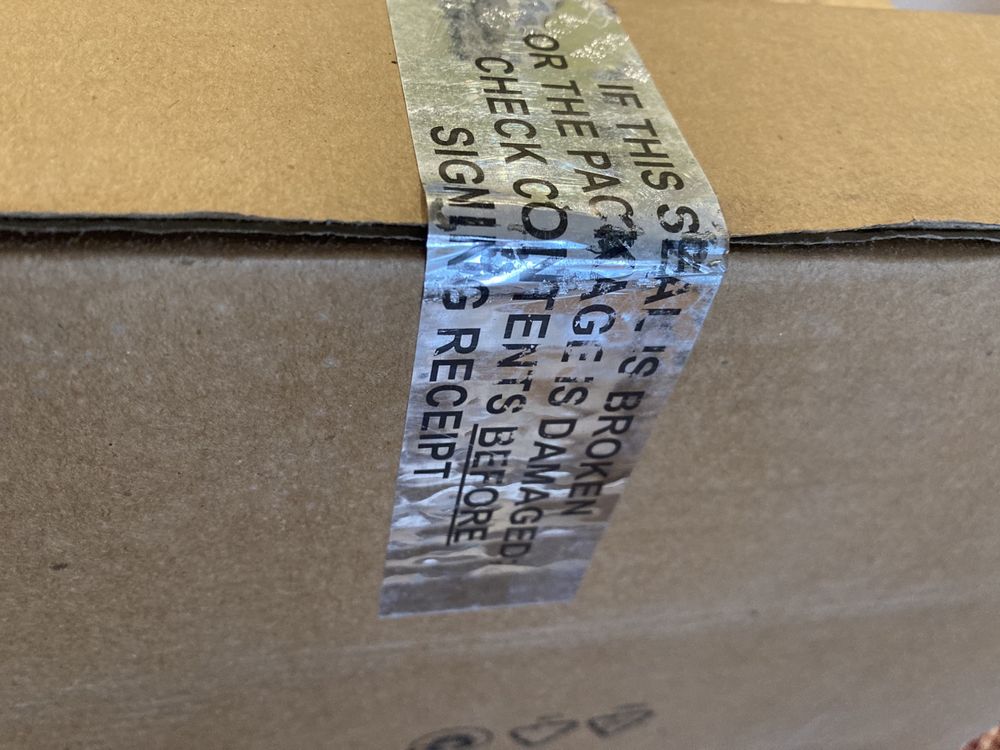 IF THIS SEAL IS BROKEN
OR THE PACKAGE IS DAMAGED,
CHECK CONTENTS BEFORE
SIGNING RECEIPT